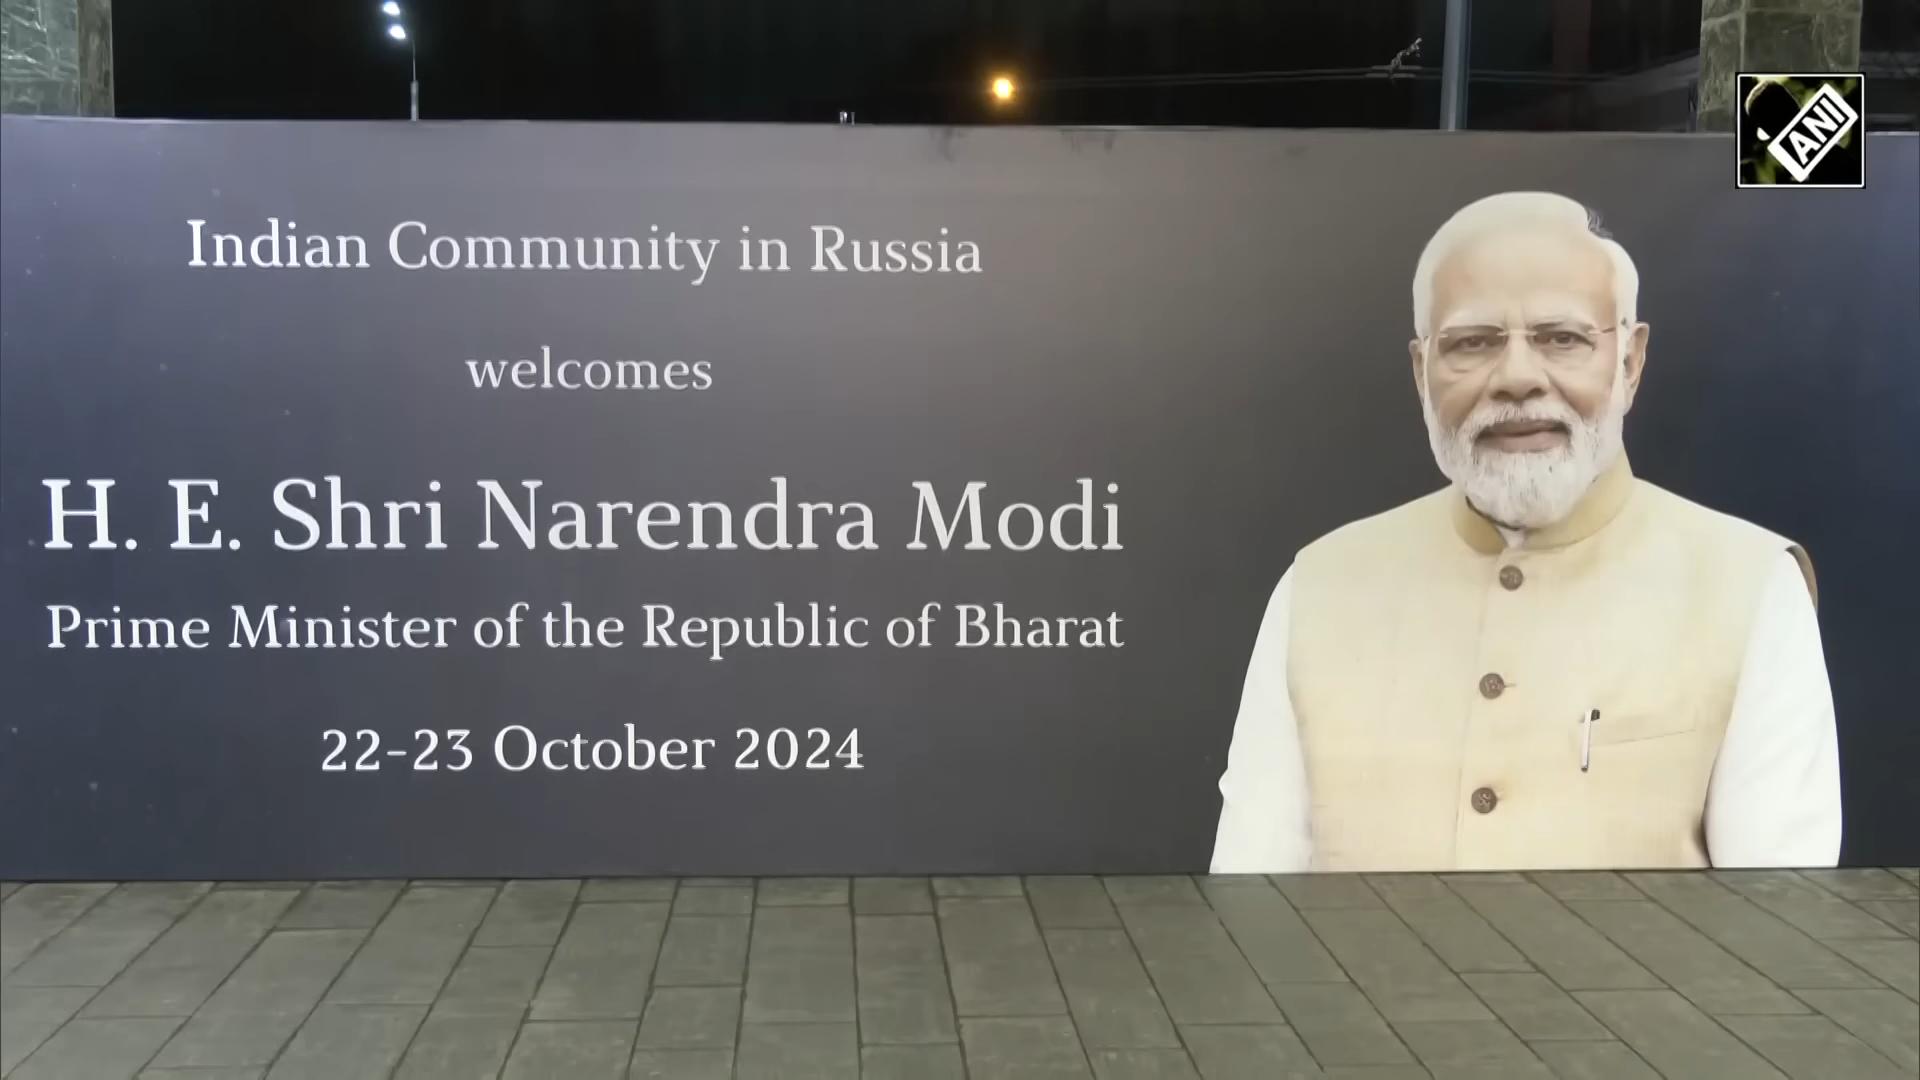 ANI
Indian Community in Russia
welcomes
H. E. Shri Narendra Modi
Prime Minister of the Republic of Bharat
22-23 October 2024